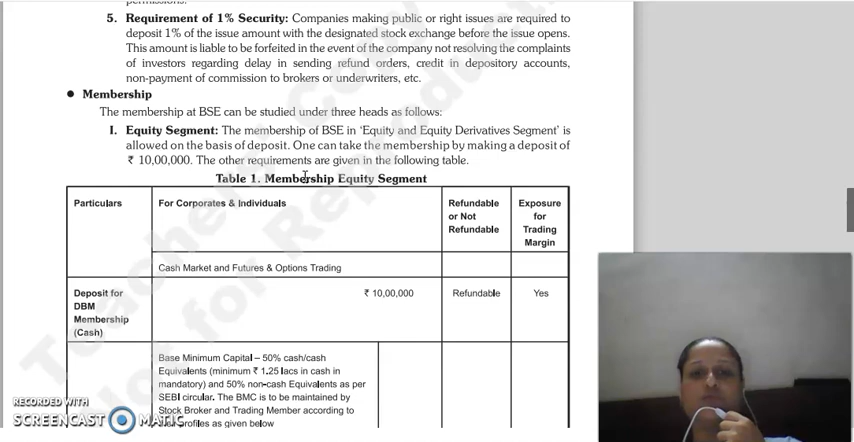 permissions.
5. Requirement of 1% Security: Companies making public or right issues are required to
deposit 1% of the issue amount with the designated stock exchange before the issue opens.
This amount is liable to be forfeited in the event of the company not resolving the complaints
of investors regarding delay in sending refund orders, credit in depository accounts,
non-payment of commission to brokers or underwriters, etc.
● Membership
The membership at BSE can be studied under three heads as follows:
I. Equity Segment: The membership of BSE in ‘Equity and Equity Derivatives Segment’ is
allowed on the basis of deposit. One can take the membership by making a deposit of
₹ 10,00,000. The other requirements are given in the following table.
Table 1. Membership Equity Segment
Particulars
For Corporates & Individuals
Refundable
or Not
Refundable
Exposure
for
Trading
Margin
Cash Market and Futures & Options Trading
Deposit for
DBM
Membership
(Cash)
₹ 10,00,000
Refundable
Yes
Base Minimum Capital – 50% cash/cash
Equivalents (minimum ₹ 1.25 lacs in cash in
mandatory) and 50% non-cash Equivalents as per
SEBI circular. The BMC is to be maintained by
Stock Broker and Trading Member according to
profiles as given below
RECORDED WITH
SCREENCAST MATIC